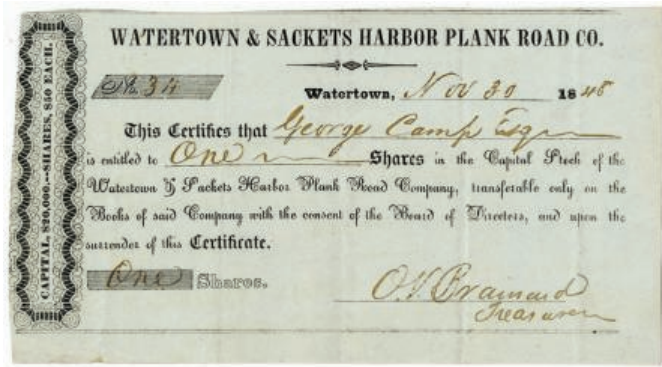 WATERTOWN & SACKETS HARBOR PLANK ROAD CO.
CAPITAL, $20,000.--SHARES, $50 EACH.
No. 34
Watertown, Nov 30 1848
This Certifies that George Camp Esqr
is entitled to One Shares in the Capital Stock of the
Watertown & Sackets Harbor Plank Road Company, transferable only on the
Books of said Company with the consent of the Board of Directors, and upon the
surrender of this Certificate.
One Shares.
O. V. Brainard
Treasurer